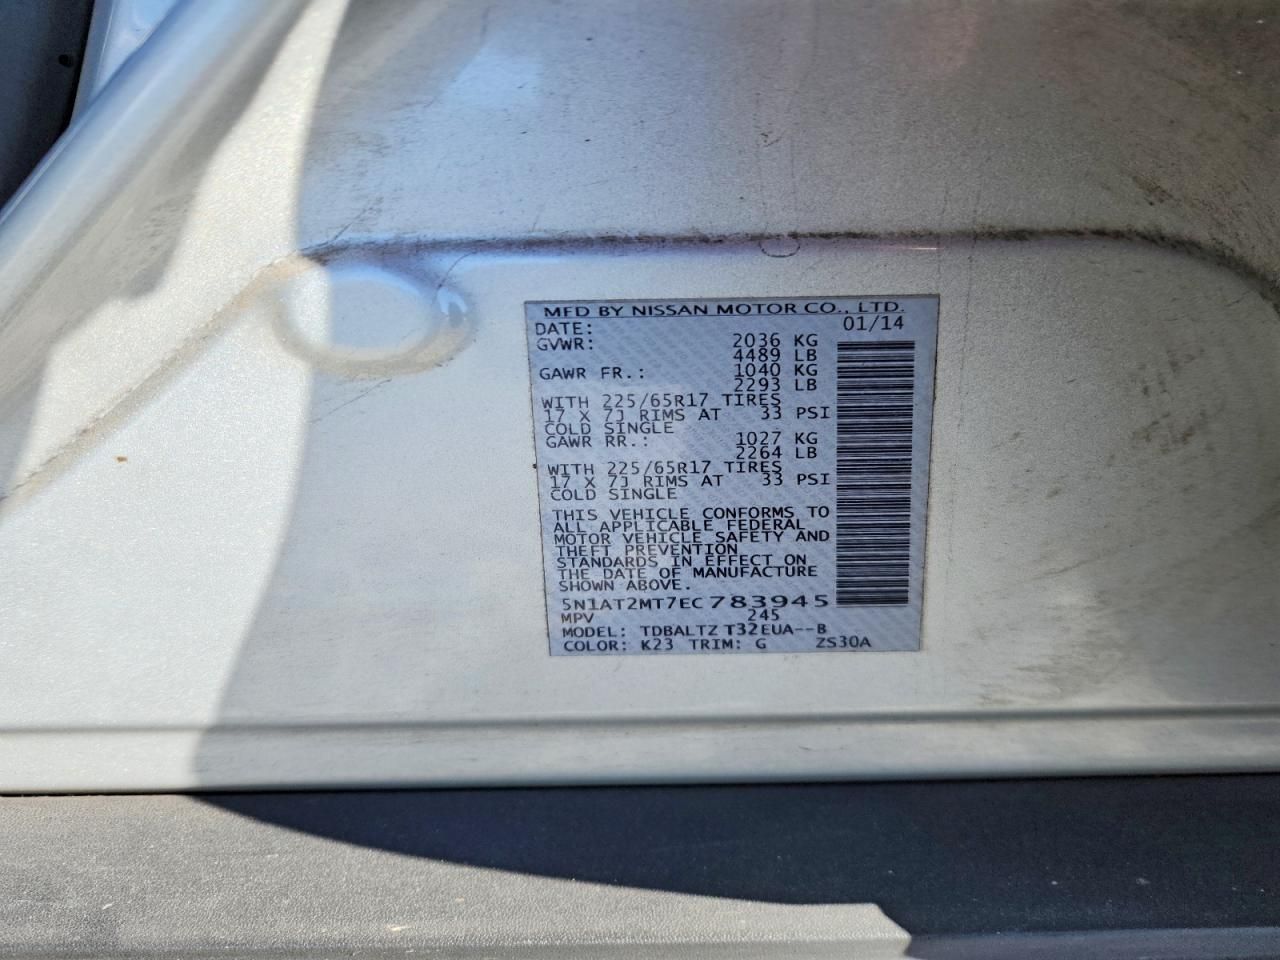 MFD BY NISSAN MOTOR CO., LTD.
DATE: 01/14
GVWR: 2036 KG
4489 LB
GAWR FR.: 1040 KG
2293 LB
WITH 225/65R17 TIRES
17 X 7J RIMS AT 33 PSI
COLD SINGLE
GAWR RR.: 1027 KG
2264 LB
WITH 225/65R17 TIRES
17 X 7J RIMS AT 33 PSI
COLD SINGLE
THIS VEHICLE CONFORMS TO
ALL APPLICABLE FEDERAL
MOTOR VEHICLE SAFETY AND
THEFT PREVENTION
STANDARDS IN EFFECT ON
THE DATE OF MANUFACTURE
SHOWN ABOVE.
5N1AT2MT7EC783945
MPV 245
MODEL: TDBALTZ T32EUA--B
COLOR: K23 TRIM: G ZS30A